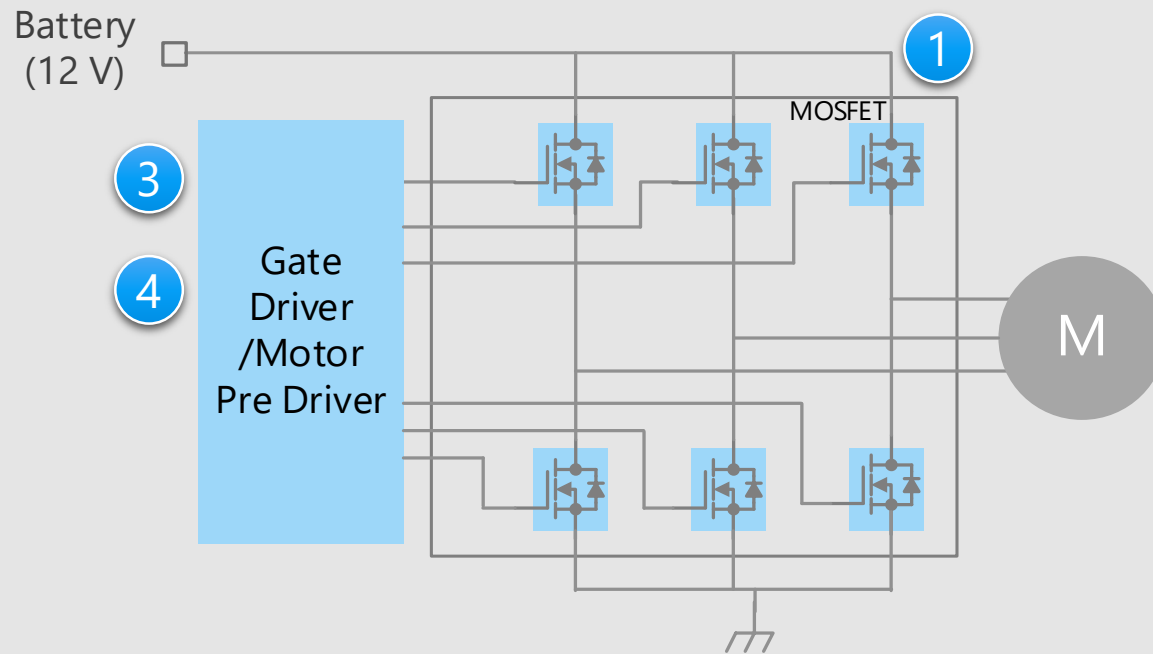 Battery
(12 V)
1
MOSFET
3
4
Gate
Driver
/Motor
Pre Driver
M